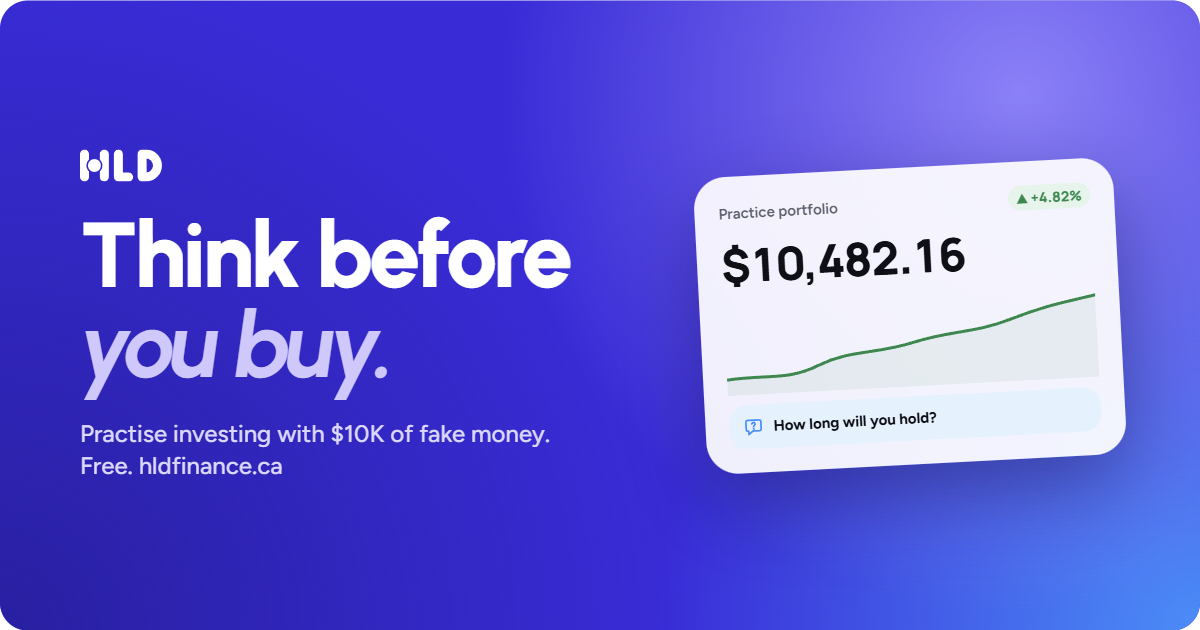 HLD
Think before
you buy.
Practise investing with $10K of fake money.
Free. hldfinance.ca
Practice portfolio
▲ +4.82%
$10,482.16
How long will you hold?